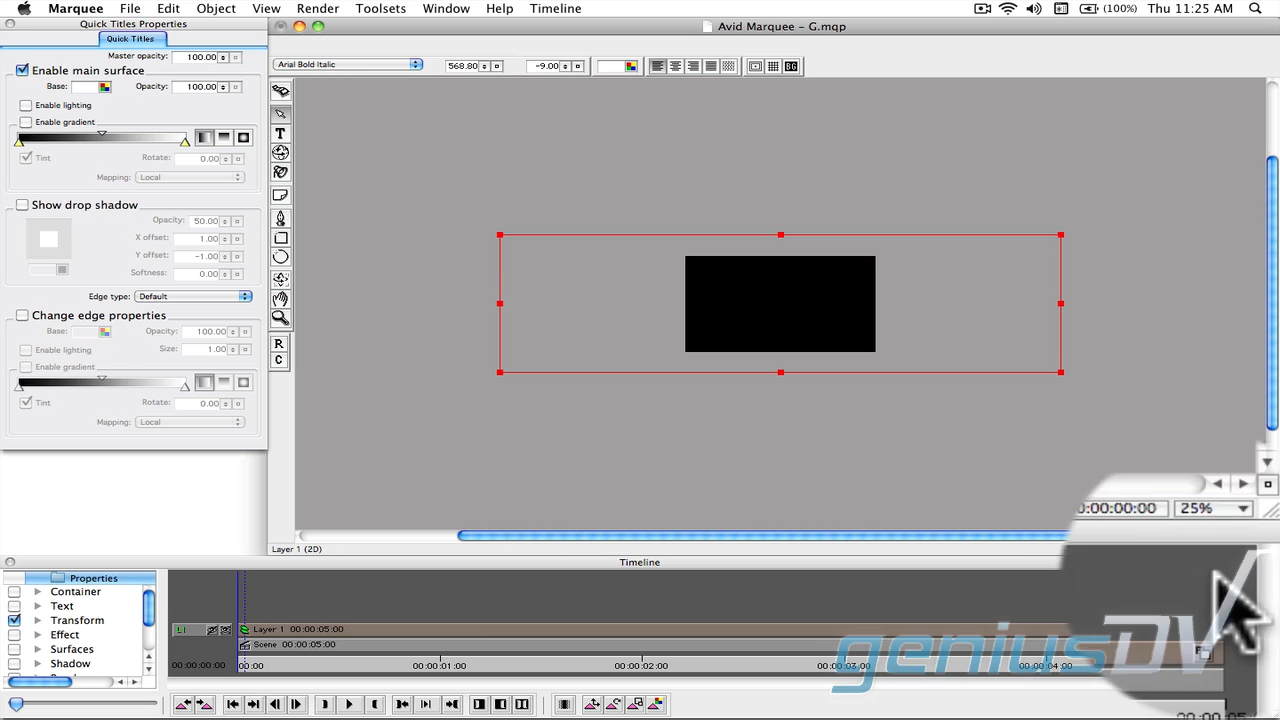 Marquee File Edit Object View Render Toolsets Window Help Timeline (100%) Thu 11:25 AM
Quick Titles Properties
Avid Marquee - G.mqp
Quick Titles
Master opacity: 100.00
Arial Bold Italic 568.80 -9.00 BG
Enable main surface
Base: Opacity: 100.00
Enable lighting
Enable gradient
Tint Rotate: 0.00
Mapping: Local
Show drop shadow
Opacity: 50.00
X offset: 1.00
Y offset: -1.00
Softness: 0.00
Edge type: Default
Change edge properties
Base: Opacity: 100.00
Enable lighting Size: 1.00
Enable gradient
Tint Rotate: 0.00
Mapping: Local
T
R
C
0:00:00:00 25%
Layer 1 (2D)
Timeline
Properties
Container
Text
Transform
Effect
Surfaces
Shadow
L1 Layer 1 00:00:05:00
Scene 00:00:05:00
00:00:00:00 00:00 00:00:01:00 00:00:02:00 00:00:03:00 00:00:04:00
geniusDV